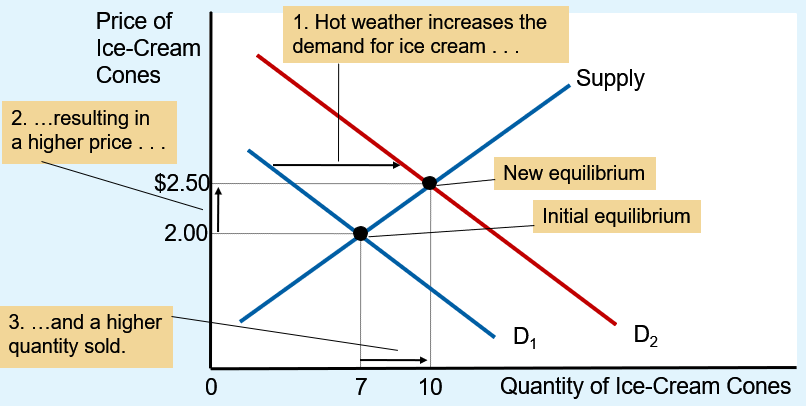 Price of
Ice-Cream
Cones
1. Hot weather increases the
demand for ice cream . . .
Supply
2. …resulting in
a higher price . . .
$2.50
New equilibrium
Initial equilibrium
2.00
3. …and a higher
quantity sold.
D1
D2
0
7
10
Quantity of Ice-Cream Cones